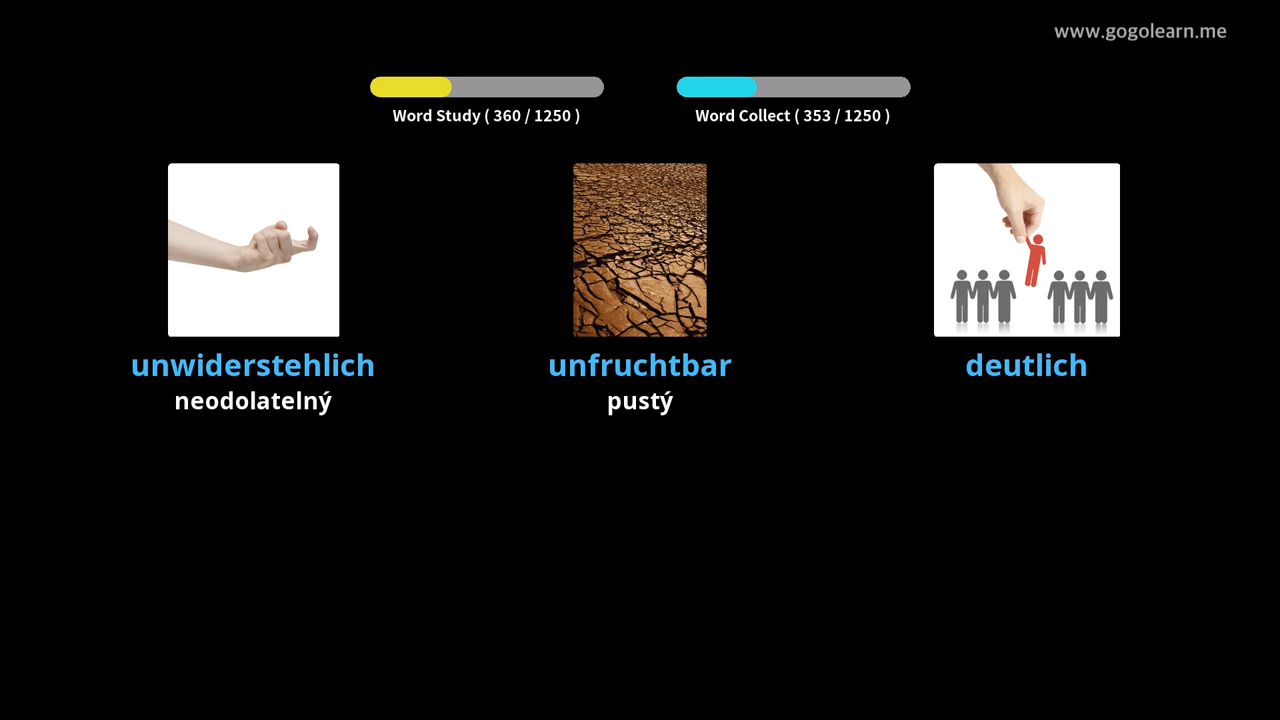 www.gogolearn.me
Word Study ( 360 / 1250 )
Word Collect ( 353 / 1250 )
unwiderstehlich
neodolatelný
unfruchtbar
pustý
deutlich